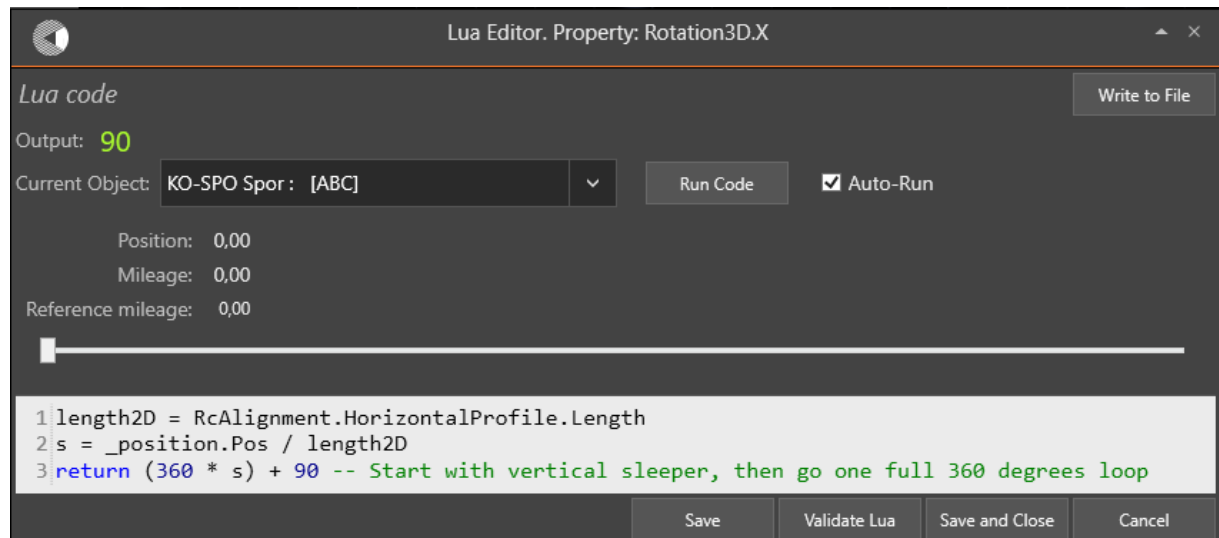 Lua Editor. Property: Rotation3D.X
Lua code
Write to File
Output: 90
Current Object: KO-SPO Spor : [ABC]
Run Code
Auto-Run
Position: 0,00
Mileage: 0,00
Reference mileage: 0,00
1 length2D = RcAlignment.HorizontalProfile.Length
2 s = _position.Pos / length2D
3 return (360 * s) + 90 -- Start with vertical sleeper, then go one full 360 degrees loop
Save
Validate Lua
Save and Close
Cancel